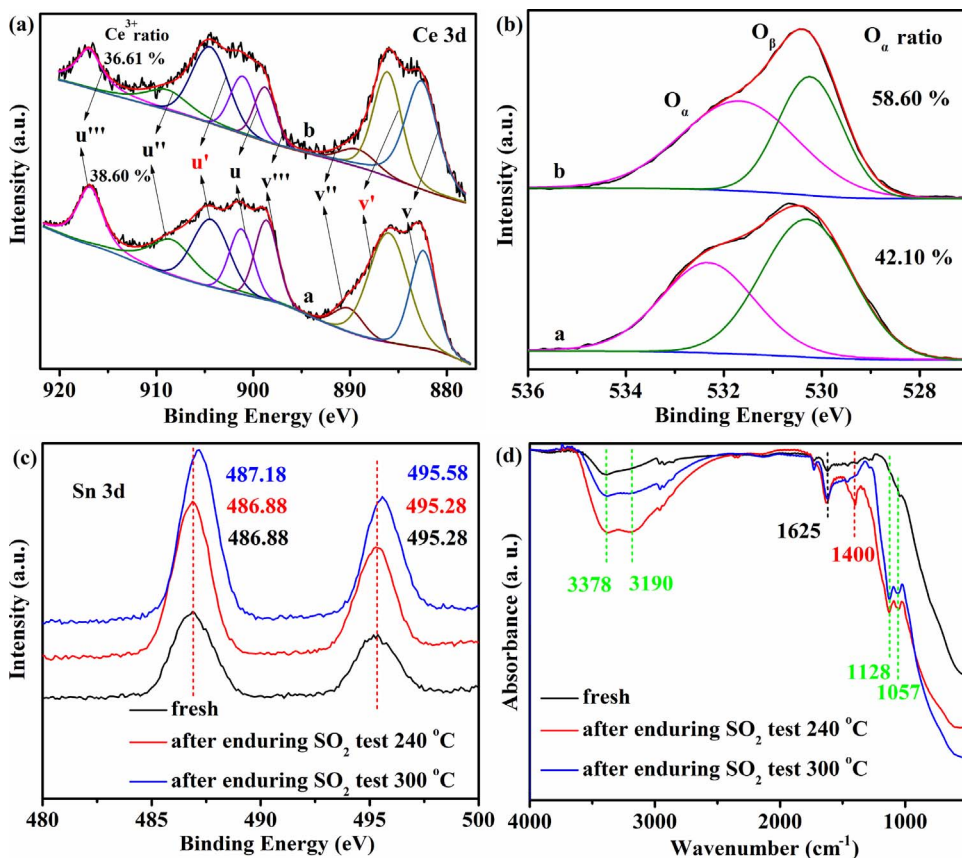 (a)
Ce³⁺ ratio
36.61 %
Ce 3d
b
u'''
u''
u'
u
v'''
v''
v'
v
38.60 %
a
Intensity (a.u.)
920 910 900 890 880
Binding Energy (eV)
(b)
Oβ
Oα ratio
58.60 %
Oα
b
42.10 %
a
Intensity (a.u.)
536 534 532 530 528
Binding Energy (eV)
(c)
Sn 3d
487.18 495.58
486.88 495.28
486.88 495.28
fresh
after enduring SO₂ test 240 °C
after enduring SO₂ test 300 °C
Intensity (a.u.)
480 485 490 495 500
Binding Energy (eV)
(d)
1625
1400
3378 3190
1128
1057
fresh
after enduring SO₂ test 240 °C
after enduring SO₂ test 300 °C
Absorbance (a. u.)
4000 3000 2000 1000
Wavenumber (cm⁻¹)